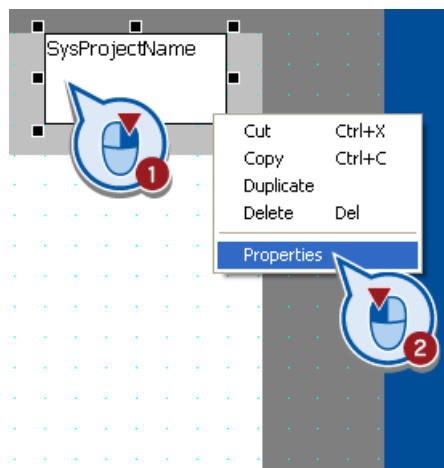 SysProjectName
Cut Ctrl+X
Copy Ctrl+C
Duplicate
Delete Del
Properties
1
2